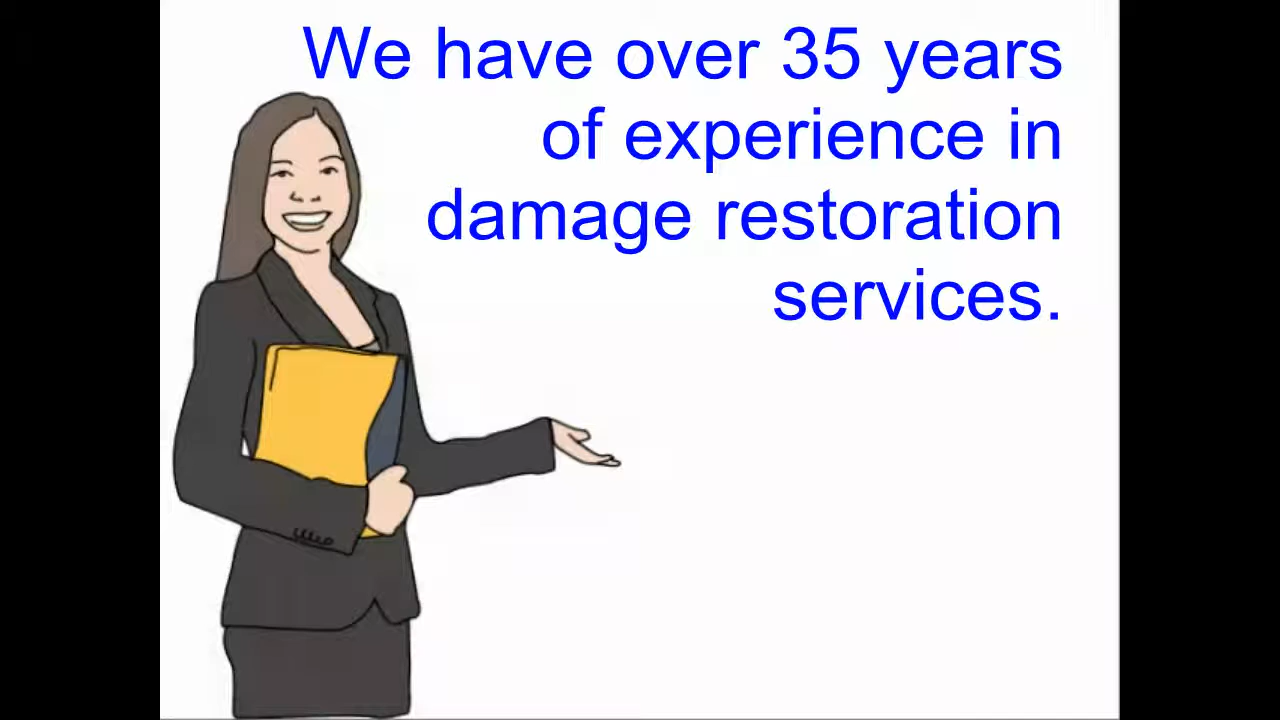 We have over 35 years
of experience in
damage restoration
services.